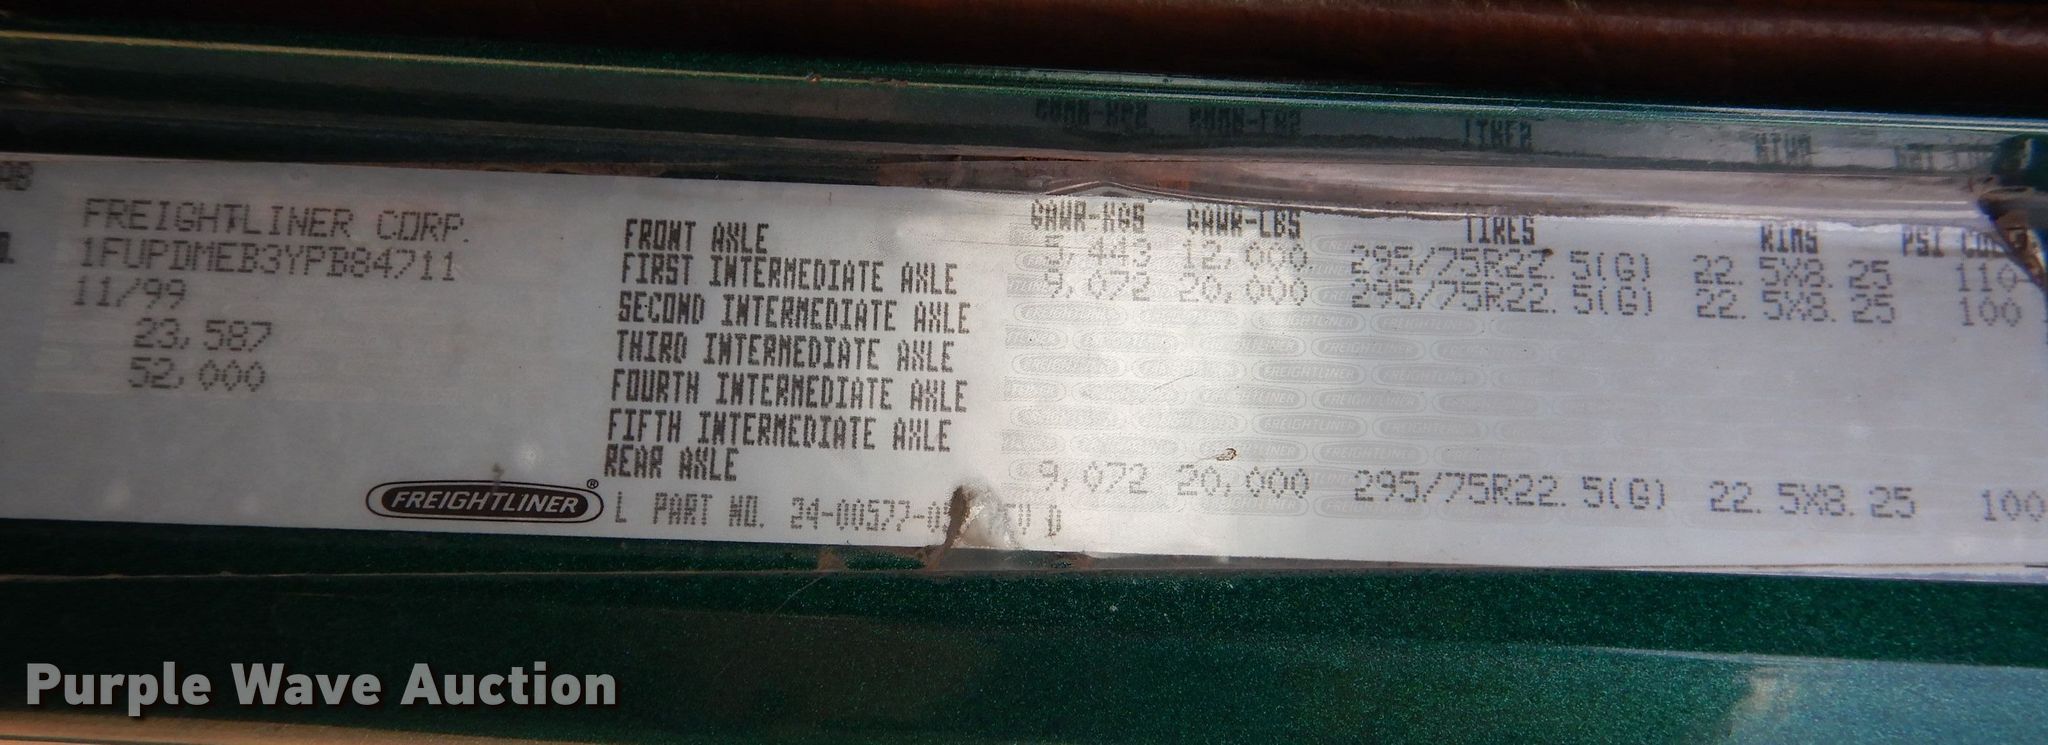 AB
FREIGHTLINER CORP.
1FUPDMEB3YPB84711
11/99
23,587
52,000
FREIGHTLINER®
GAWR-KGS GAWR-LBS TIRES RIMS PSI COLD
FRONT AXLE 5,443 12,000 295/75R22.5(G) 22.5X8.25 110
FIRST INTERMEDIATE AXLE 9,072 20,000 295/75R22.5(G) 22.5X8.25 100
SECOND INTERMEDIATE AXLE
THIRD INTERMEDIATE AXLE
FOURTH INTERMEDIATE AXLE
FIFTH INTERMEDIATE AXLE
REAR AXLE 9,072 20,000 295/75R22.5(G) 22.5X8.25 100
L PART NO. D
Purple Wave Auction